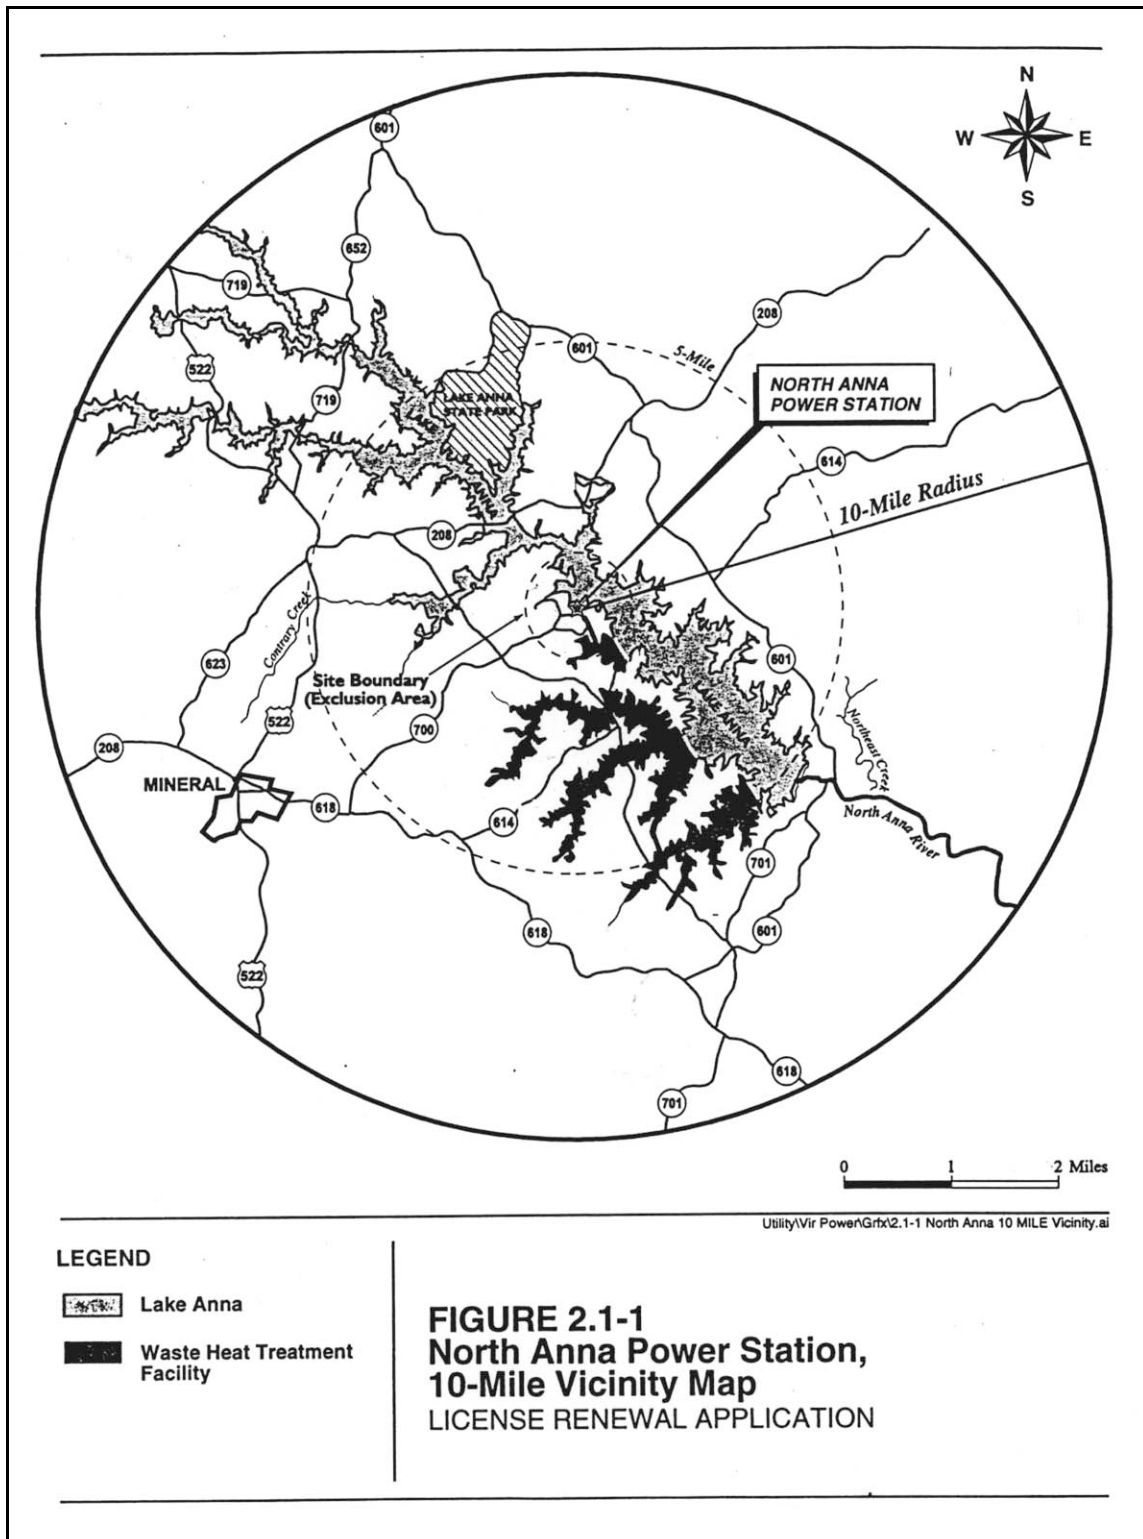 N
W E
S
601
652
719
208
522
601
5-Mile
NORTH ANNA
POWER STATION
719
LAKE ANNA
STATE PARK
LAKE
614
10-Mile Radius
ANNA
208
Contrary Creek
623
601
Site Boundary
(Exclusion Area)
522
700
ANNA
Northeast Creek
208
MINERAL
618
614
North Anna River
701
618
601
522
618
701
0 1 2 Miles
Utility\Vir Power\Grfx\2.1-1 North Anna 10 MILE Vicinity.ai
LEGEND
Lake Anna
Waste Heat Treatment
Facility
FIGURE 2.1-1
North Anna Power Station,
10-Mile Vicinity Map
LICENSE RENEWAL APPLICATION